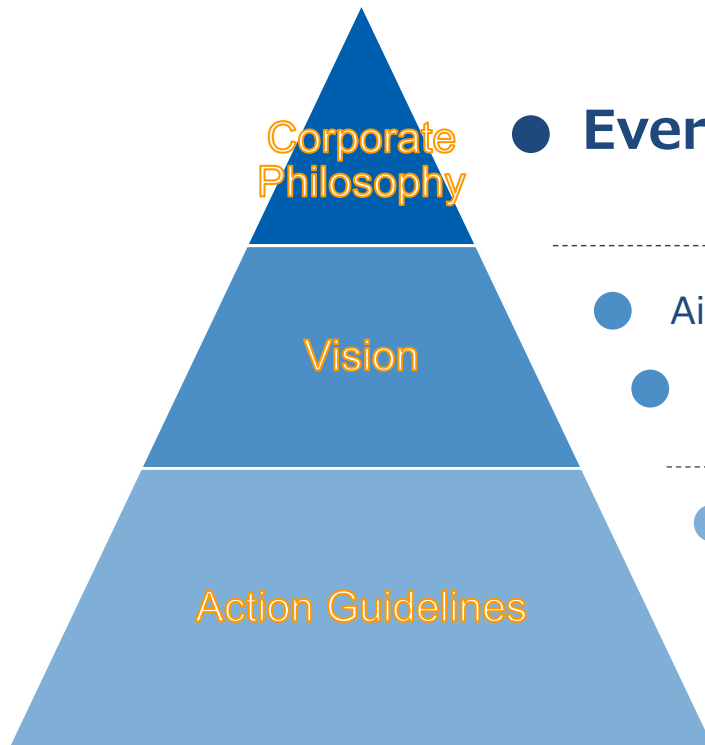 Corporate
Philosophy
Ever
Vision
Ai
Action Guidelines